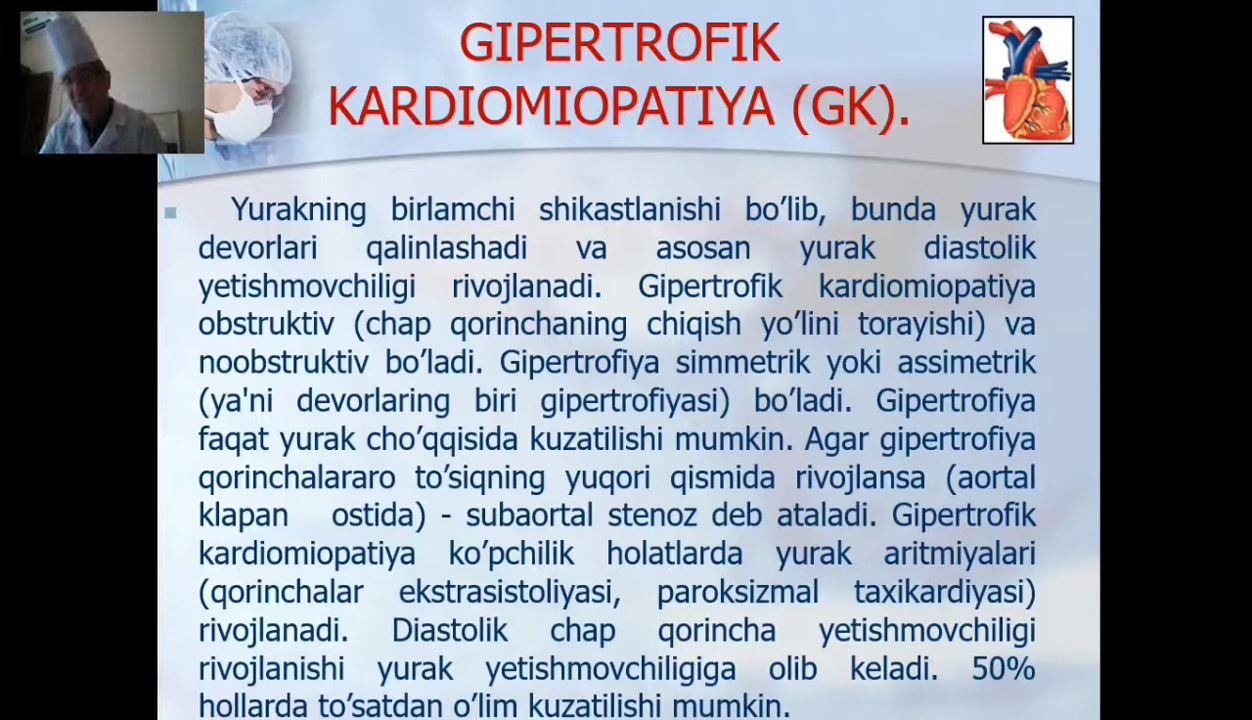 GIPERTROFIK
KARDIOMIOPATIYA (GK).
Yurakning birlamchi shikastlanishi bo’lib, bunda yurak
devorlari qalinlashadi va asosan yurak diastolik
yetishmovchiligi rivojlanadi. Gipertrofik kardiomiopatiya
obstruktiv (chap qorinchaning chiqish yo’lini torayishi) va
noobstruktiv bo’ladi. Gipertrofiya simmetrik yoki assimetrik
(ya'ni devorlaring biri gipertrofiyasi) bo’ladi. Gipertrofiya
faqat yurak cho’qqisida kuzatilishi mumkin. Agar gipertrofiya
qorinchalararo to’siqning yuqori qismida rivojlansa (aortal
klapan ostida) - subaortal stenoz deb ataladi. Gipertrofik
kardiomiopatiya ko’pchilik holatlarda yurak aritmiyalari
(qorinchalar ekstrasistoliyasi, paroksizmal taxikardiyasi)
rivojlanadi. Diastolik chap qorincha yetishmovchiligi
rivojlanishi yurak yetishmovchiligiga olib keladi. 50%
hollarda to’satdan o’lim kuzatilishi mumkin.